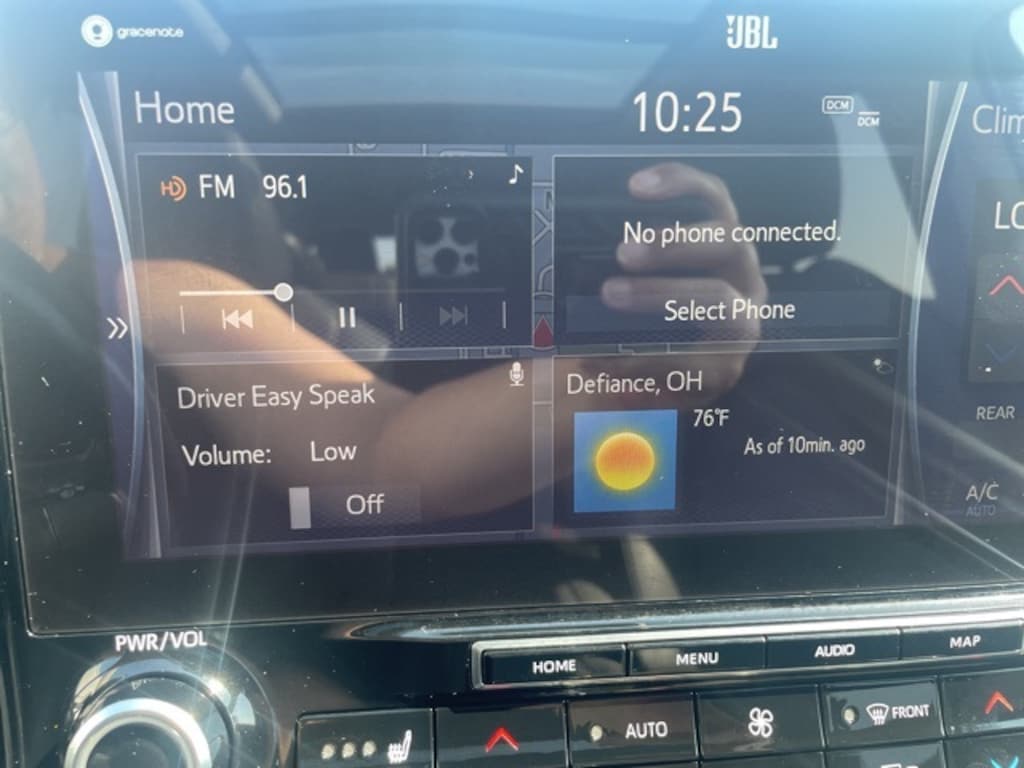 gracenote
JBL
Home
10:25
DCM
DCM
Clim
HD FM 96.1
LO
No phone connected.
Select Phone
Driver Easy Speak
Volume: Low
Off
Defiance, OH
76°F
As of 10min. ago
REAR
A/C
AUTO
PWR/VOL
HOME
MENU
AUDIO
MAP
AUTO
FRONT